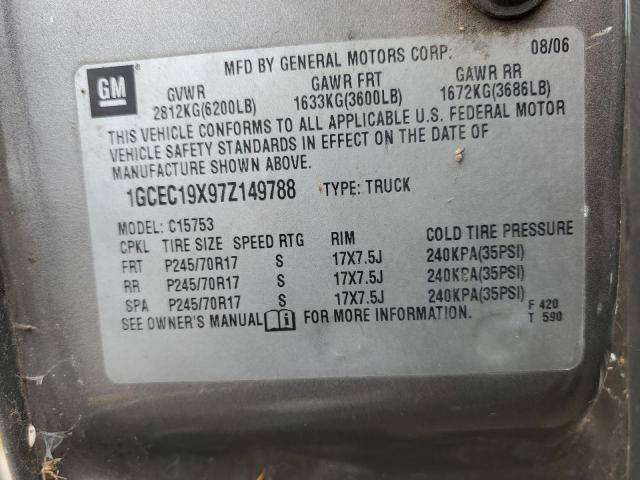 MFD BY GENERAL MOTORS CORP. 08/06
GM
GVWR GAWR FRT GAWR RR
2812KG(6200LB) 1633KG(3600LB) 1672KG(3686LB)
THIS VEHICLE CONFORMS TO ALL APPLICABLE U.S. FEDERAL MOTOR
VEHICLE SAFETY STANDARDS IN EFFECT ON THE DATE OF
MANUFACTURE SHOWN ABOVE.
1GCEC19X97Z149788 TYPE: TRUCK
MODEL: C15753
CPKL TIRE SIZE SPEED RTG RIM COLD TIRE PRESSURE
FRT P245/70R17 S 17X7.5J 240KPA(35PSI)
RR P245/70R17 S 17X7.5J 240KPA(35PSI)
SPA P245/70R17 S 17X7.5J 240KPA(35PSI)
SEE OWNER'S MANUAL i FOR MORE INFORMATION.
F 420
T 590